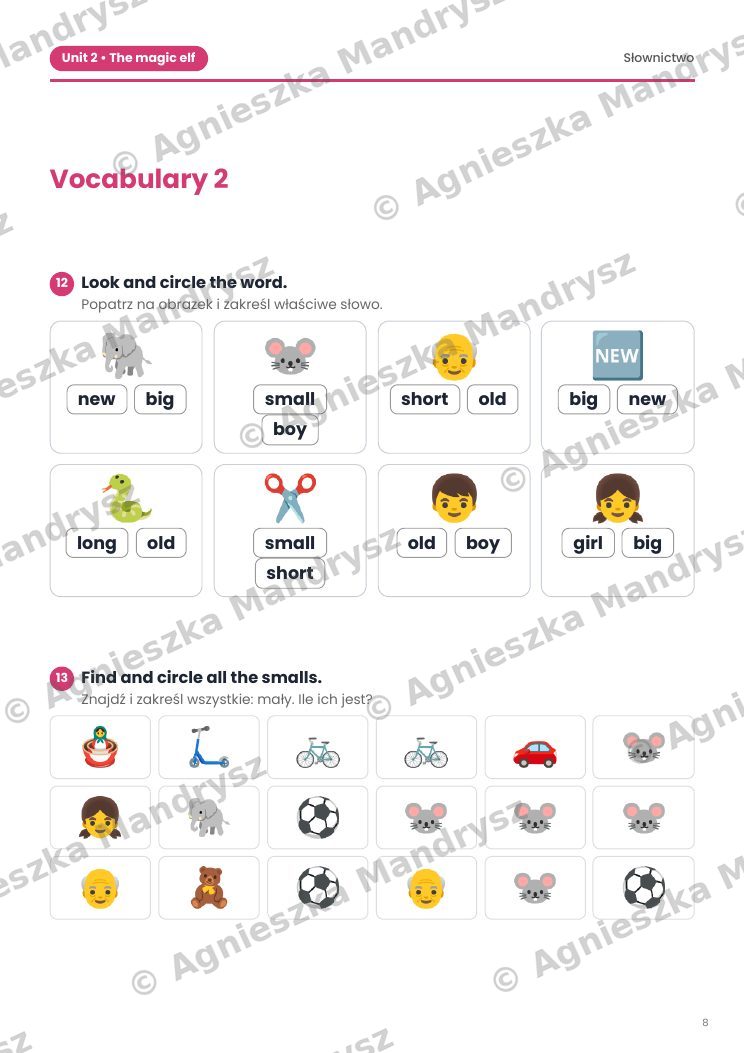 Unit 2 • The magic elf
Słownictwo
Vocabulary 2
12 Look and circle the word.
Popatrz na obrazek i zakreśl właściwe słowo.
new big
small
boy
short old
NEW
big new
long old
small
short
old boy
girl big
13 Find and circle all the smalls.
Znajdź i zakreśl wszystkie: mały. Ile ich jest?
8
© Agnieszka Mandrysz